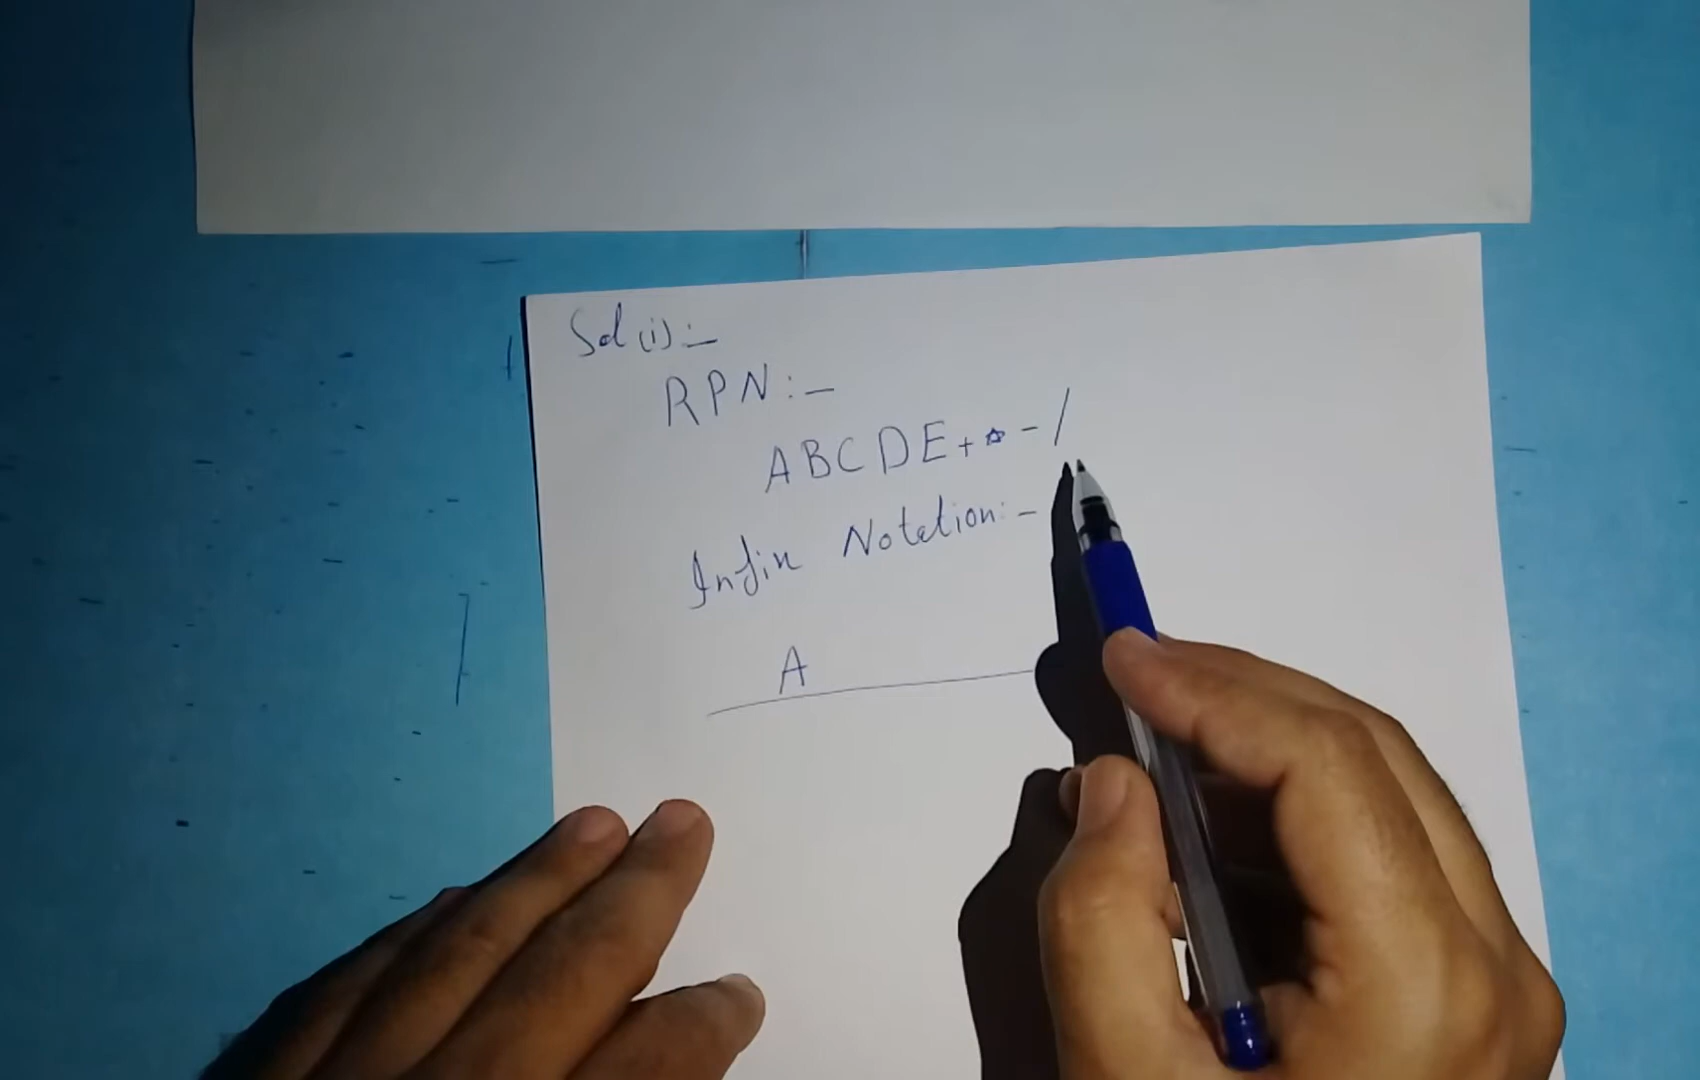 Sol (i):-
RPN:-
ABCDE+*-/
Infix Notation:-
A